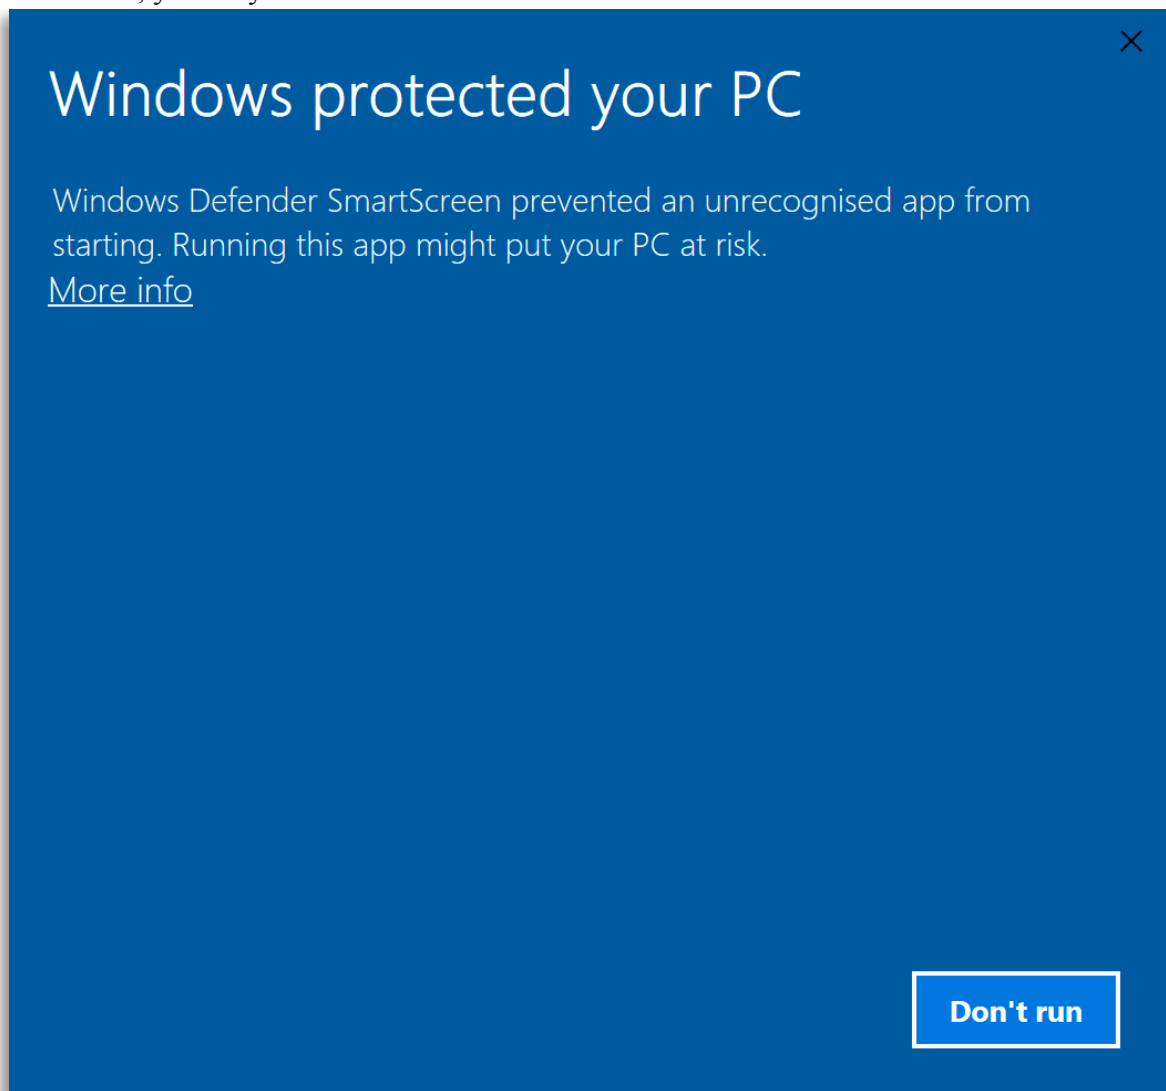 Windows protected your PC
Windows Defender SmartScreen prevented an unrecognised app from
starting. Running this app might put your PC at risk.
More info
Don't run